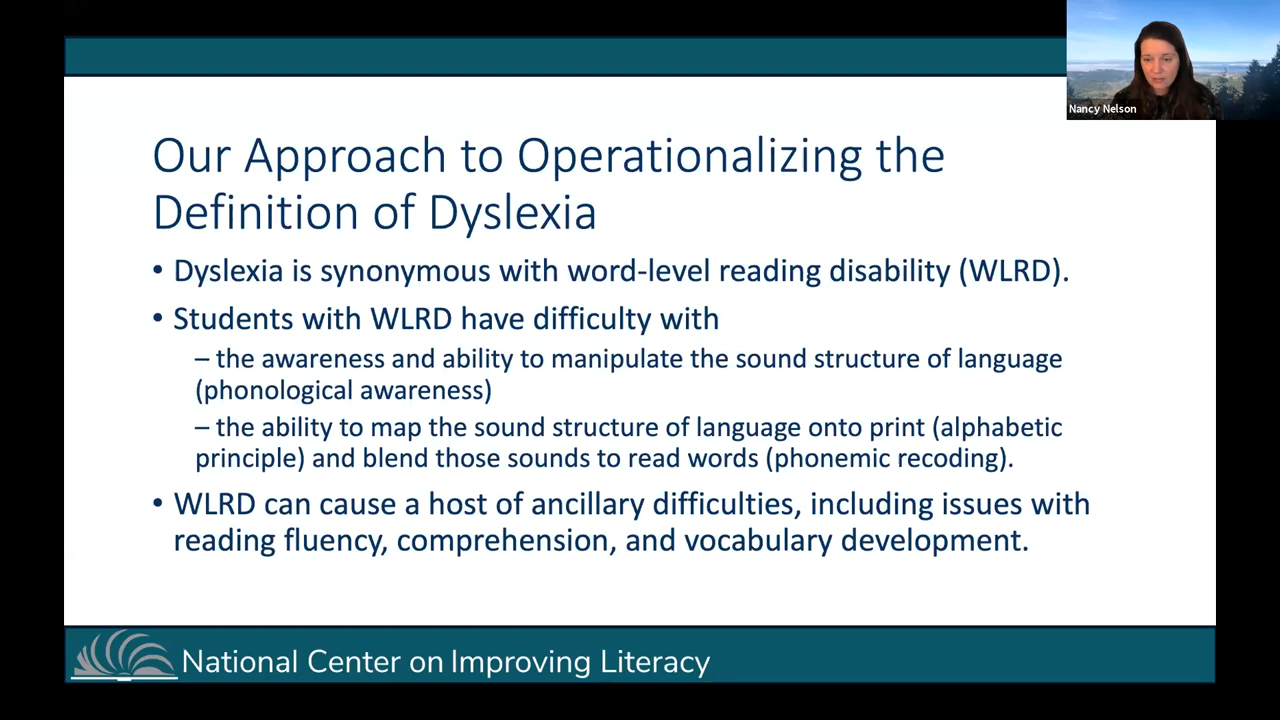 Nancy Nelson
Our Approach to Operationalizing the
Definition of Dyslexia
• Dyslexia is synonymous with word-level reading disability (WLRD).
• Students with WLRD have difficulty with
– the awareness and ability to manipulate the sound structure of language
(phonological awareness)
– the ability to map the sound structure of language onto print (alphabetic
principle) and blend those sounds to read words (phonemic recoding).
• WLRD can cause a host of ancillary difficulties, including issues with
reading fluency, comprehension, and vocabulary development.
National Center on Improving Literacy